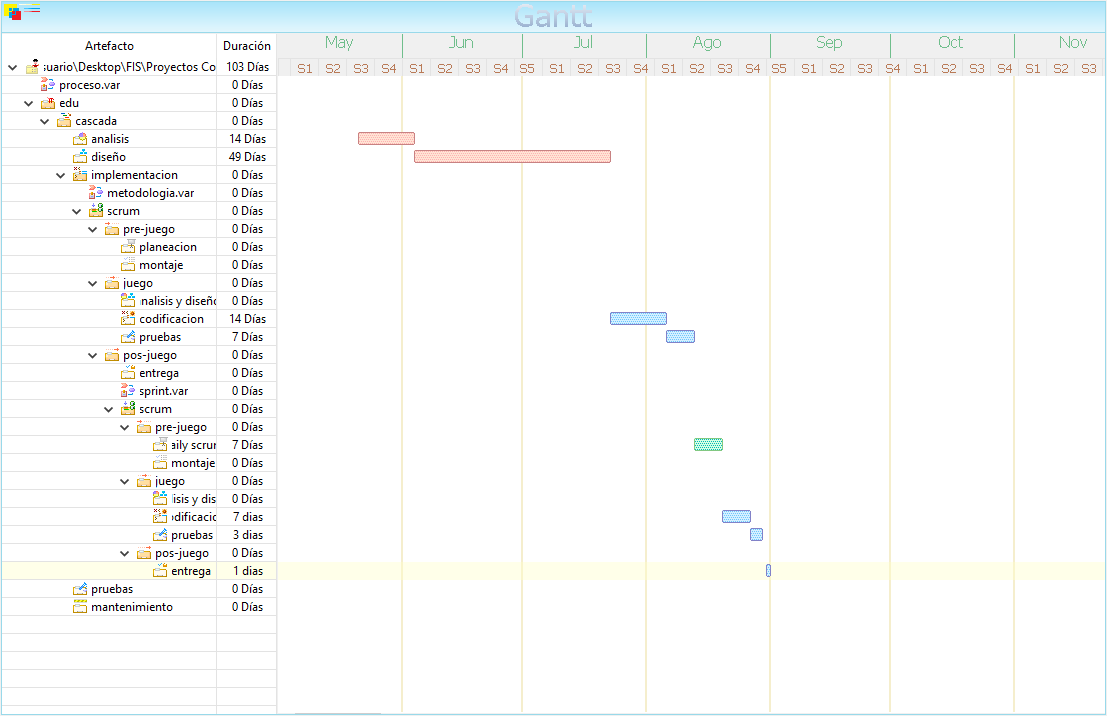 Gantt
Artefacto Duración May Jun Jul Ago Sep Oct Nov
S1 S2 S3 S4 S1 S2 S3 S4 S5 S1 S2 S3 S4 S1 S2 S3 S4 S5 S1 S2 S3 S4 S1 S2 S3 S4 S1 S2 S3
suario\Desktop\FIS\Proyectos Co 103 Días
proceso.var 0 Días
edu 0 Días
cascada 0 Días
analisis 14 Días
diseño 49 Días
implementacion 0 Días
metodologia.var 0 Días
scrum 0 Días
pre-juego 0 Días
planeacion 0 Días
montaje 0 Días
juego 0 Días
nalisis y diseño 0 Días
codificacion 14 Días
pruebas 7 Días
pos-juego 0 Días
entrega 0 Días
sprint.var 0 Días
scrum 0 Días
pre-juego 0 Días
aily scrum 7 Días
montaje 0 Días
juego 0 Días
lisis y dis 0 Días
odificacic 7 dias
pruebas 3 dias
pos-juego 0 Días
entrega 1 dias
pruebas 0 Días
mantenimiento 0 Días